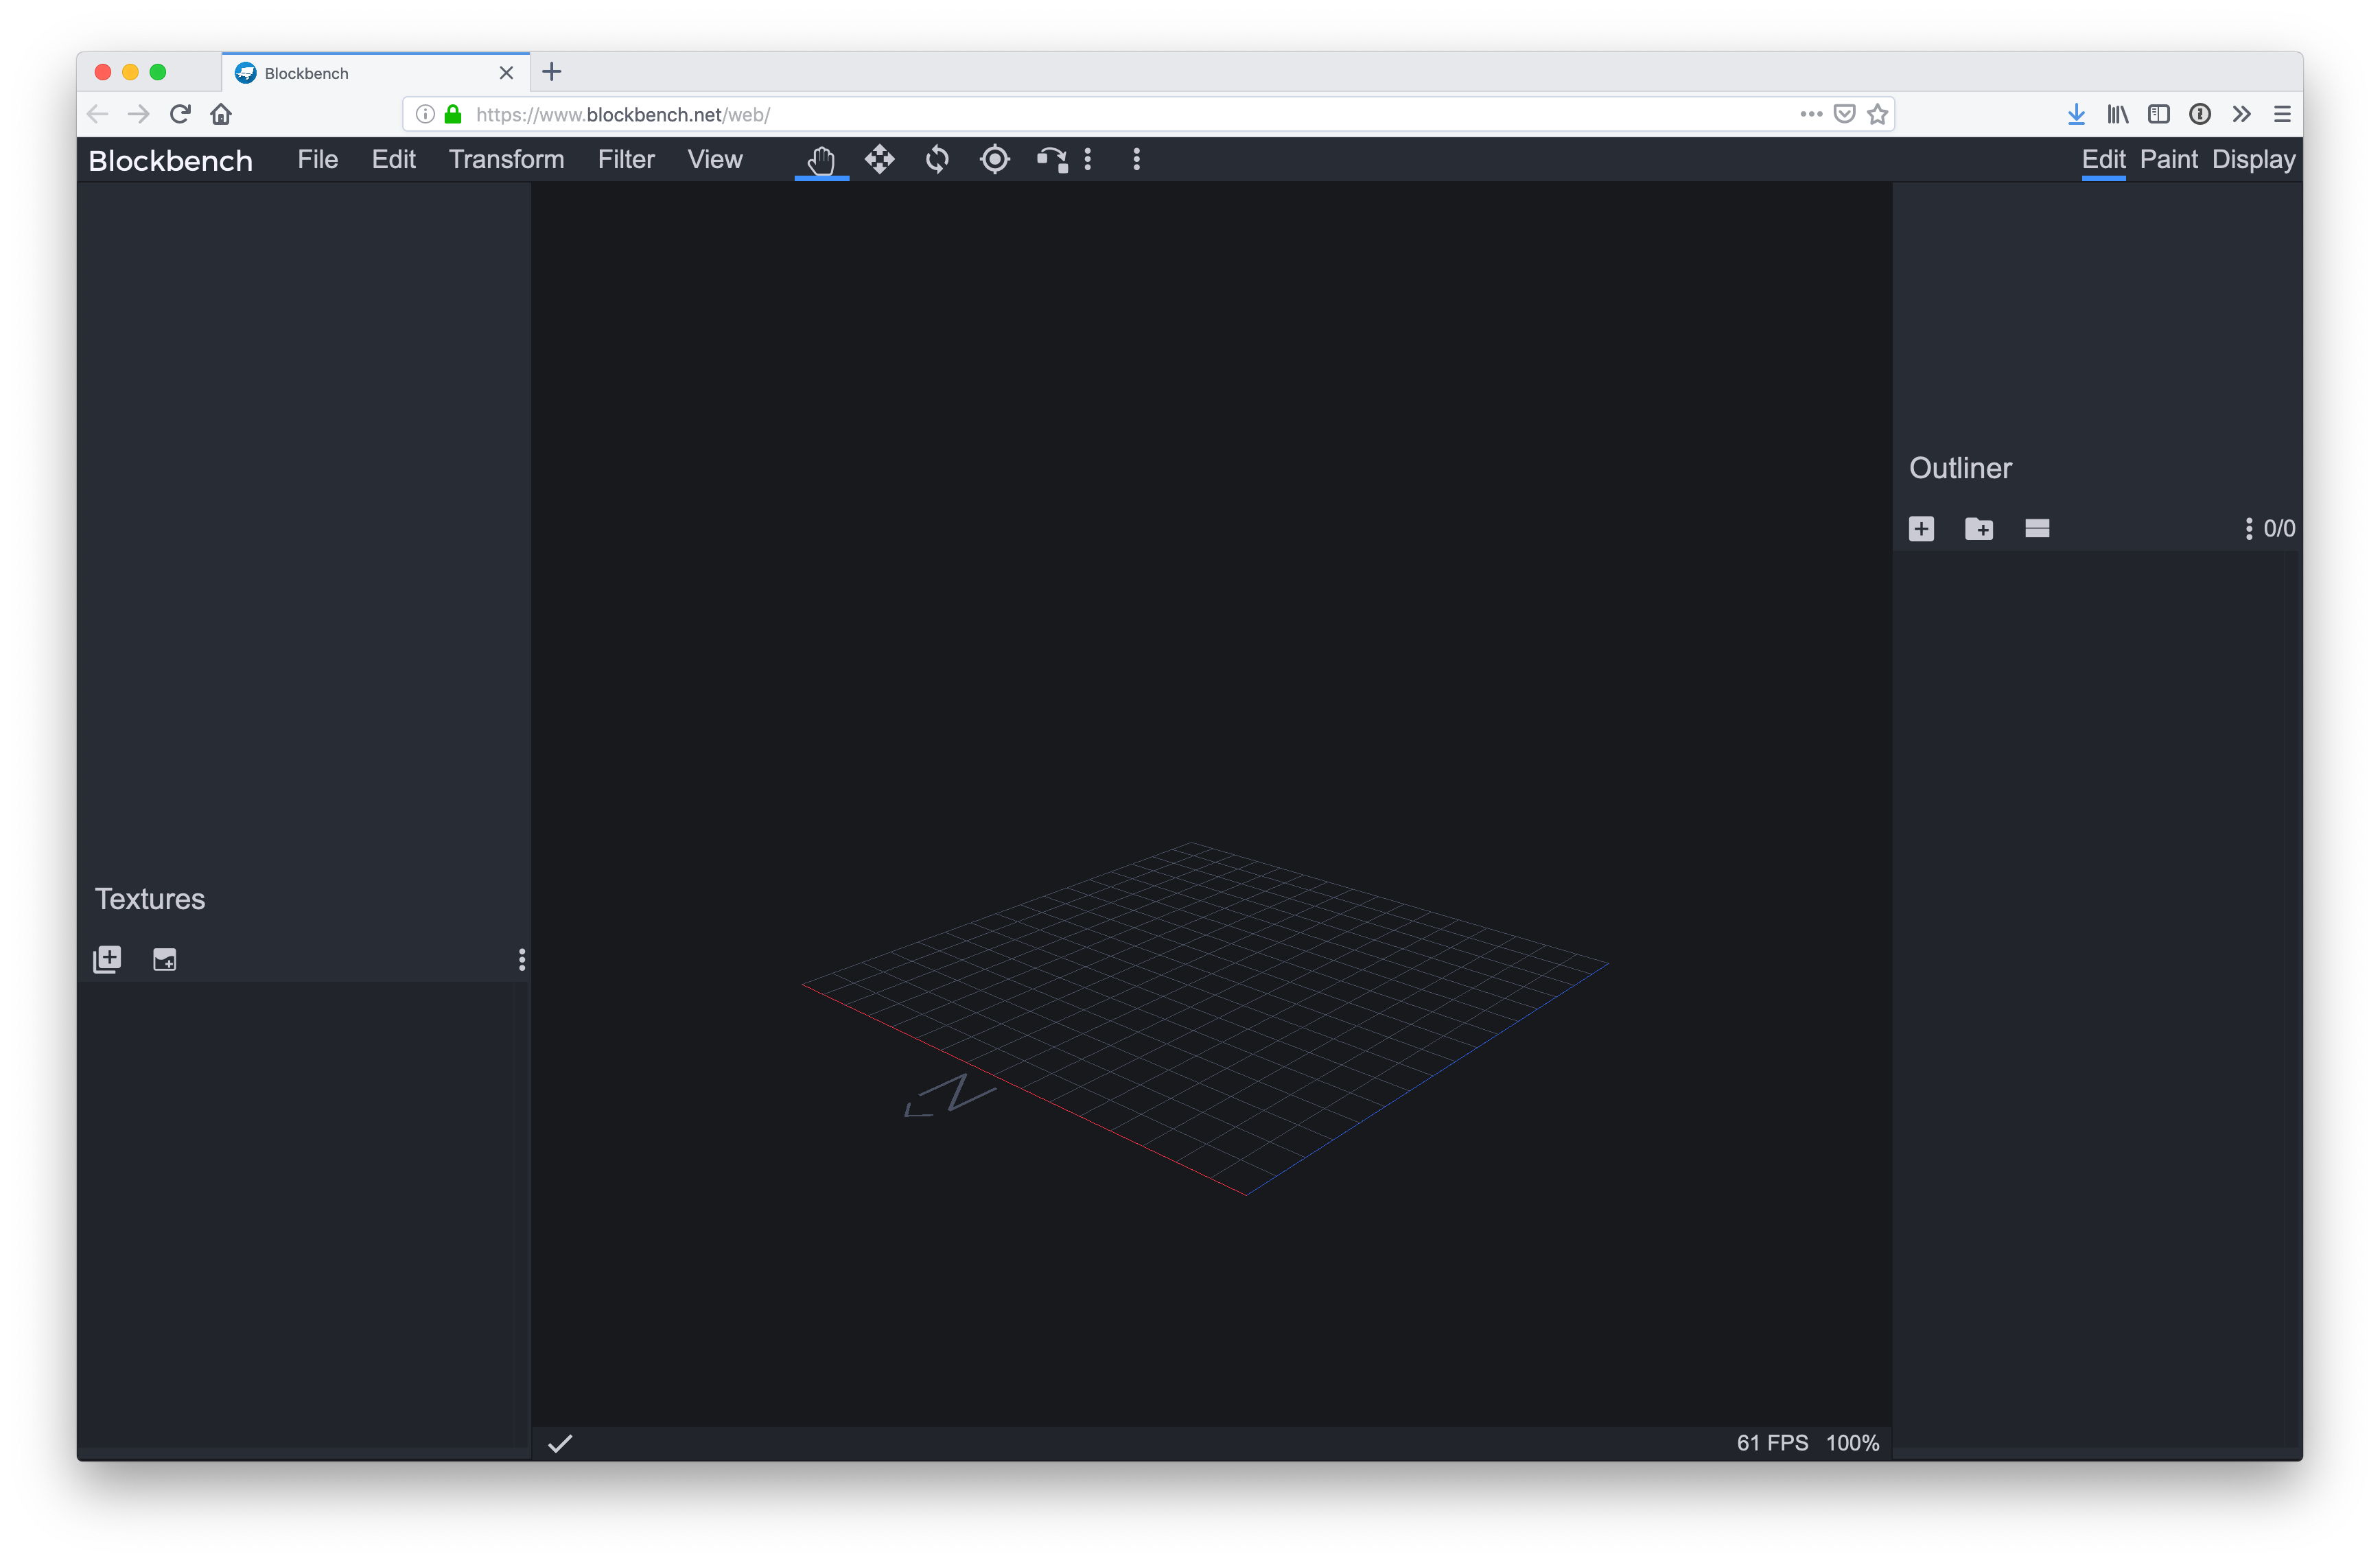 Blockbench
https://www.blockbench.net/web/
Blockbench File Edit Transform Filter View Edit Paint Display
Outliner
0/0
Textures
N
61 FPS 100%